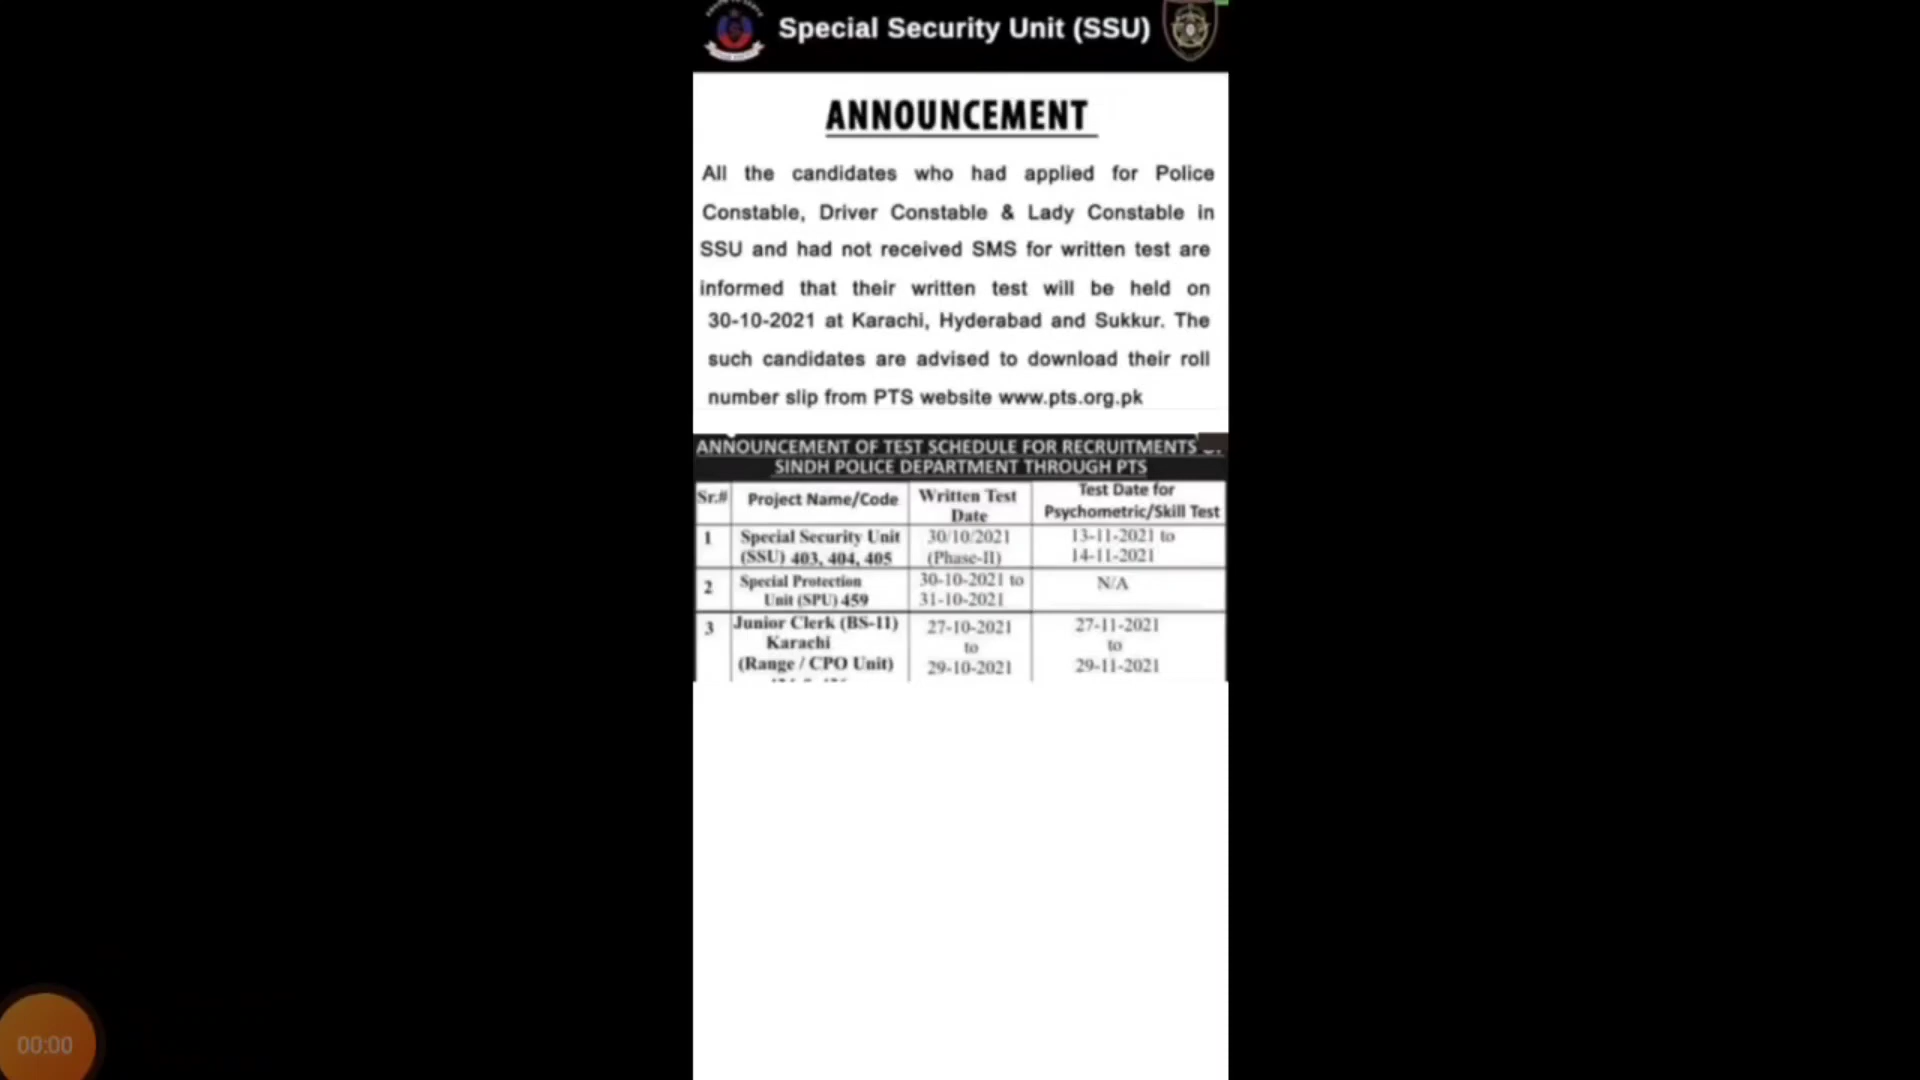 Special Security Unit (SSU)
ANNOUNCEMENT
All the candidates who had applied for Police
Constable, Driver Constable & Lady Constable in
SSU and had not received SMS for written test are
informed that their written test will be held on
30-10-2021 at Karachi, Hyderabad and Sukkur. The
such candidates are advised to download their roll
number slip from PTS website www.pts.org.pk
ANNOUNCEMENT OF TEST SCHEDULE FOR RECRUITMENTS
SINDH POLICE DEPARTMENT THROUGH PTS
Sr.# Project Name/Code Written Test Date Test Date for Psychometric/Skill Test
1 Special Security Unit (SSU) 403, 404, 405 30/10/2021 (Phase-II) 13-11-2021 to 14-11-2021
2 Special Protection Unit (SPU) 459 30-10-2021 to 31-10-2021 N/A
3 Junior Clerk (BS-11) Karachi (Range / CPO Unit) 27-10-2021 to 29-10-2021 27-11-2021 to 29-11-2021
00:00